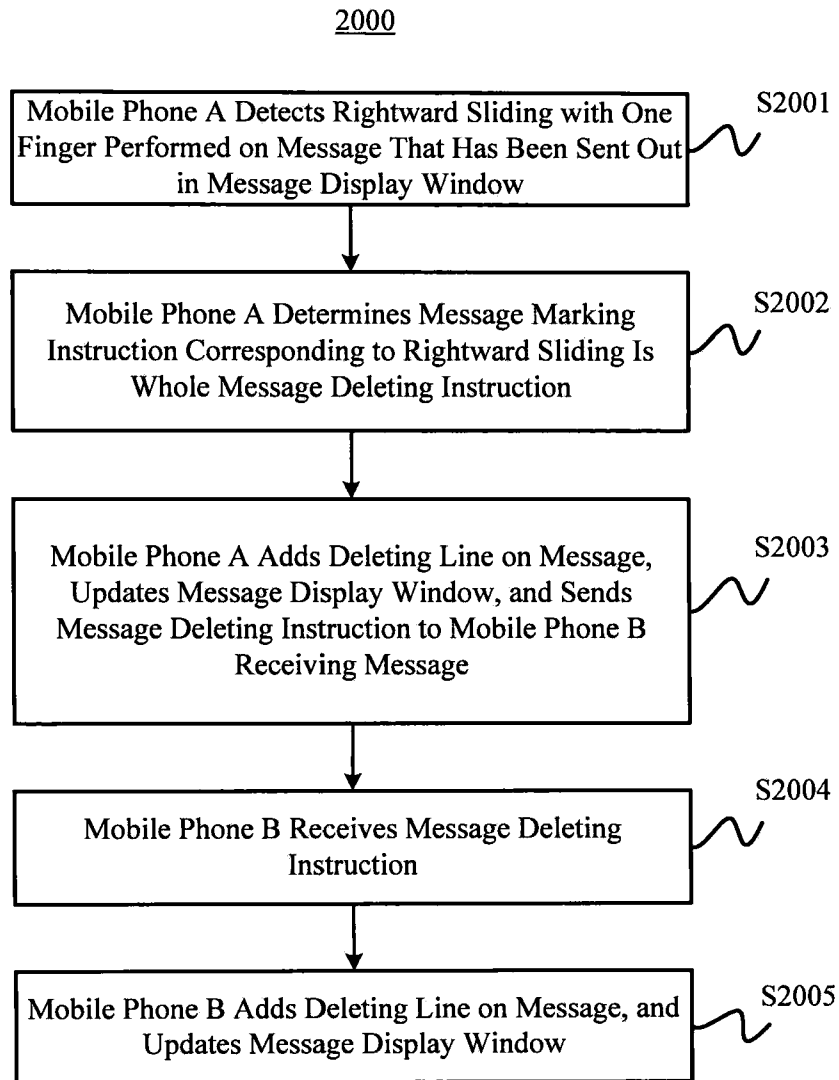 2000
Mobile Phone A Detects Rightward Sliding with One
Finger Performed on Message That Has Been Sent Out
in Message Display Window
S2001
Mobile Phone A Determines Message Marking
Instruction Corresponding to Rightward Sliding Is
Whole Message Deleting Instruction
S2002
Mobile Phone A Adds Deleting Line on Message,
Updates Message Display Window, and Sends
Message Deleting Instruction to Mobile Phone B
Receiving Message
S2003
Mobile Phone B Receives Message Deleting
Instruction
S2004
Mobile Phone B Adds Deleting Line on Message, and
Updates Message Display Window
S2005